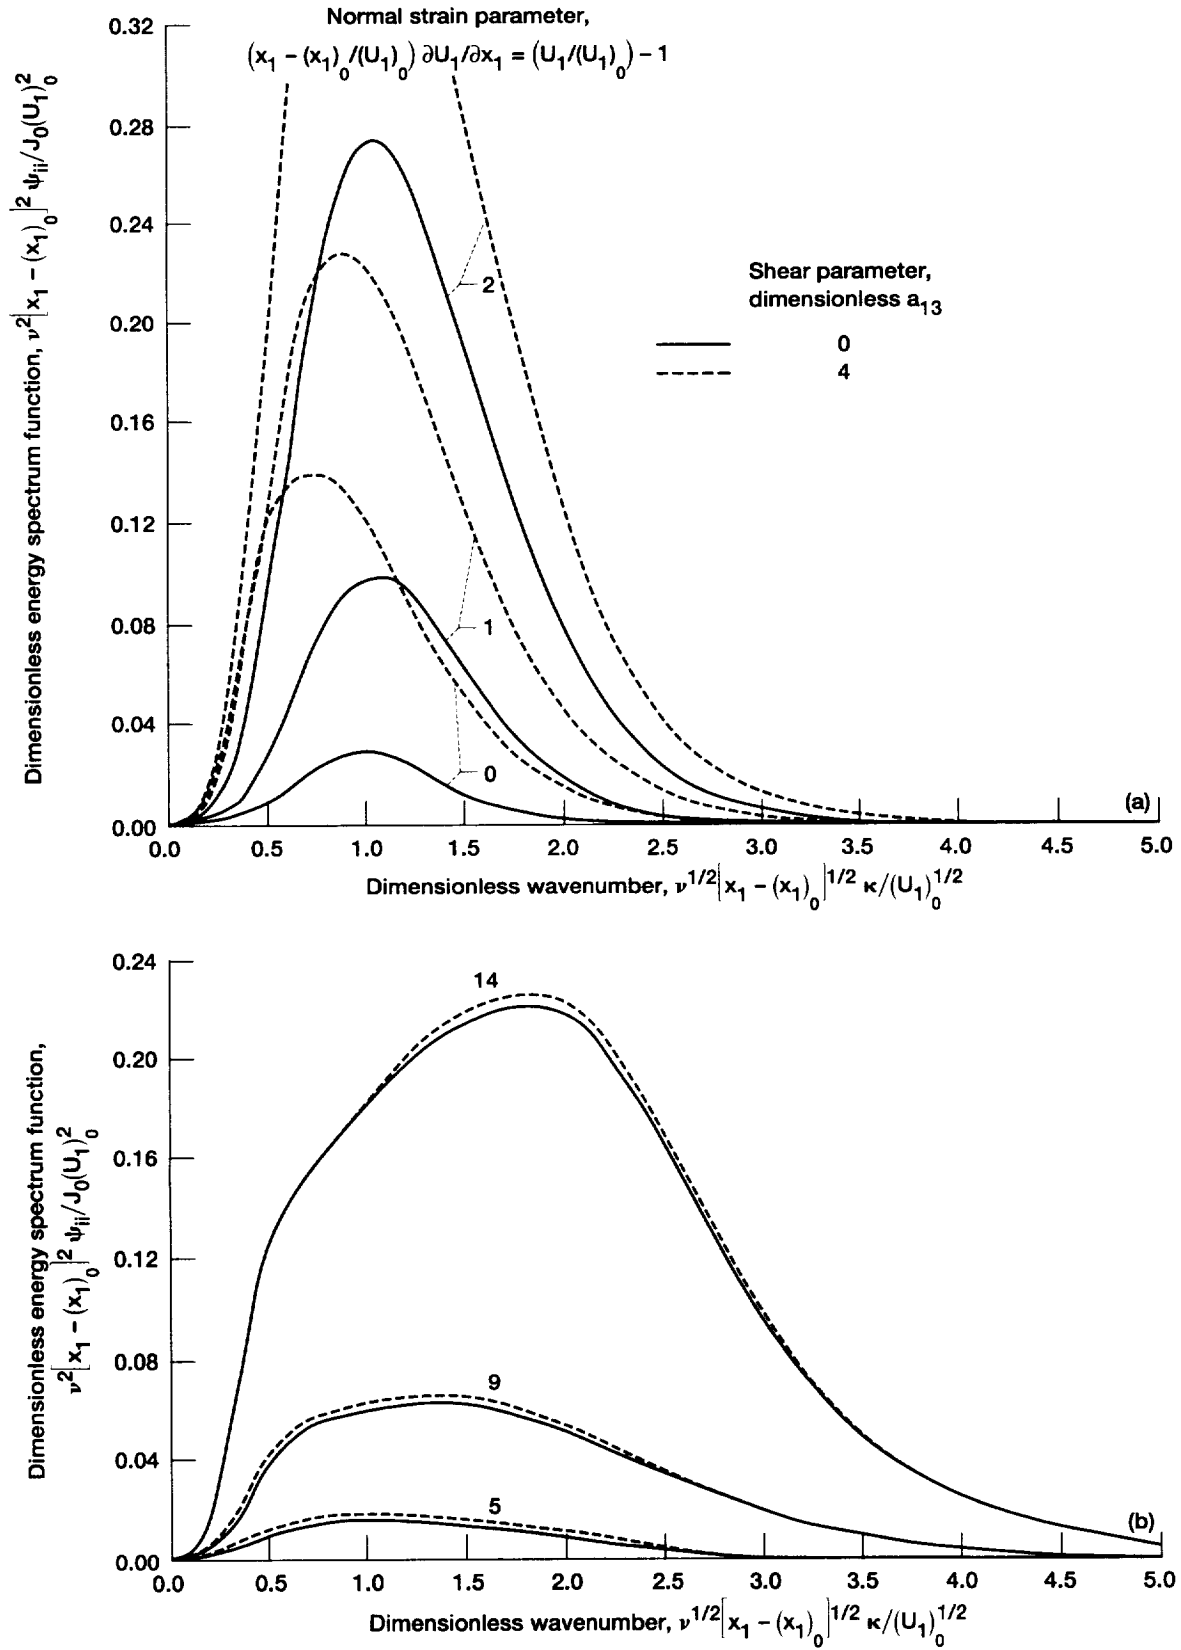 Normal strain parameter,
(x₁ − (x₁)₀/(U₁)₀) ∂U₁/∂x₁ = (U₁/(U₁)₀) − 1
Dimensionless energy spectrum function, ν²[x₁ − (x₁)₀]² ψᵢᵢ/J₀(U₁)₀²
0.32
0.28
0.24
0.20
0.16
0.12
0.08
0.04
0.00
2
1
0
Shear parameter,
dimensionless a₁₃
0
4
(a)
0.0 0.5 1.0 1.5 2.0 2.5 3.0 3.5 4.0 4.5 5.0
Dimensionless wavenumber, ν^1/2[x₁ − (x₁)₀]^1/2 κ/(U₁)₀^1/2
Dimensionless energy spectrum function,
ν²[x₁ − (x₁)₀]² ψᵢᵢ/J₀(U₁)₀²
0.24
0.20
0.16
0.12
0.08
0.04
0.00
14
9
5
(b)
0.0 0.5 1.0 1.5 2.0 2.5 3.0 3.5 4.0 4.5 5.0
Dimensionless wavenumber, ν^1/2[x₁ − (x₁)₀]^1/2 κ/(U₁)₀^1/2